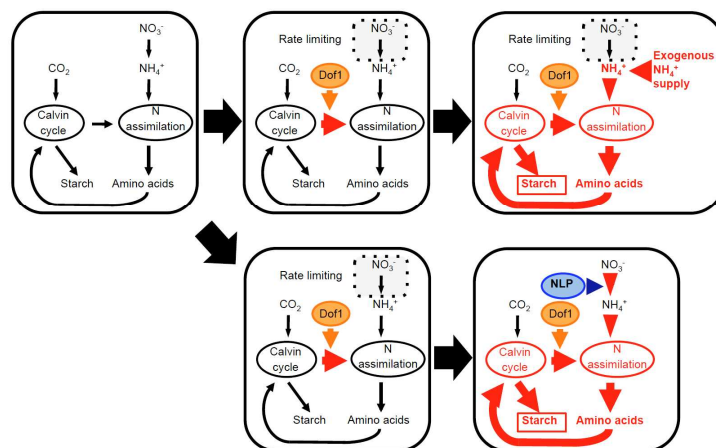 NO3-
CO2
NH4+
Calvin
cycle
N
assimilation
Starch
Amino acids
NO3-
Rate limiting
CO2
Dof1
NH4+
Calvin
cycle
N
assimilation
Starch
Amino acids
NO3-
Rate limiting
CO2
Dof1
NH4+
Exogenous
NH4+
supply
Calvin
cycle
N
assimilation
Starch
Amino acids
NO3-
Rate limiting
CO2
Dof1
NH4+
Calvin
cycle
N
assimilation
Starch
Amino acids
NO3-
NLP
CO2
Dof1
NH4+
Calvin
cycle
N
assimilation
Starch
Amino acids